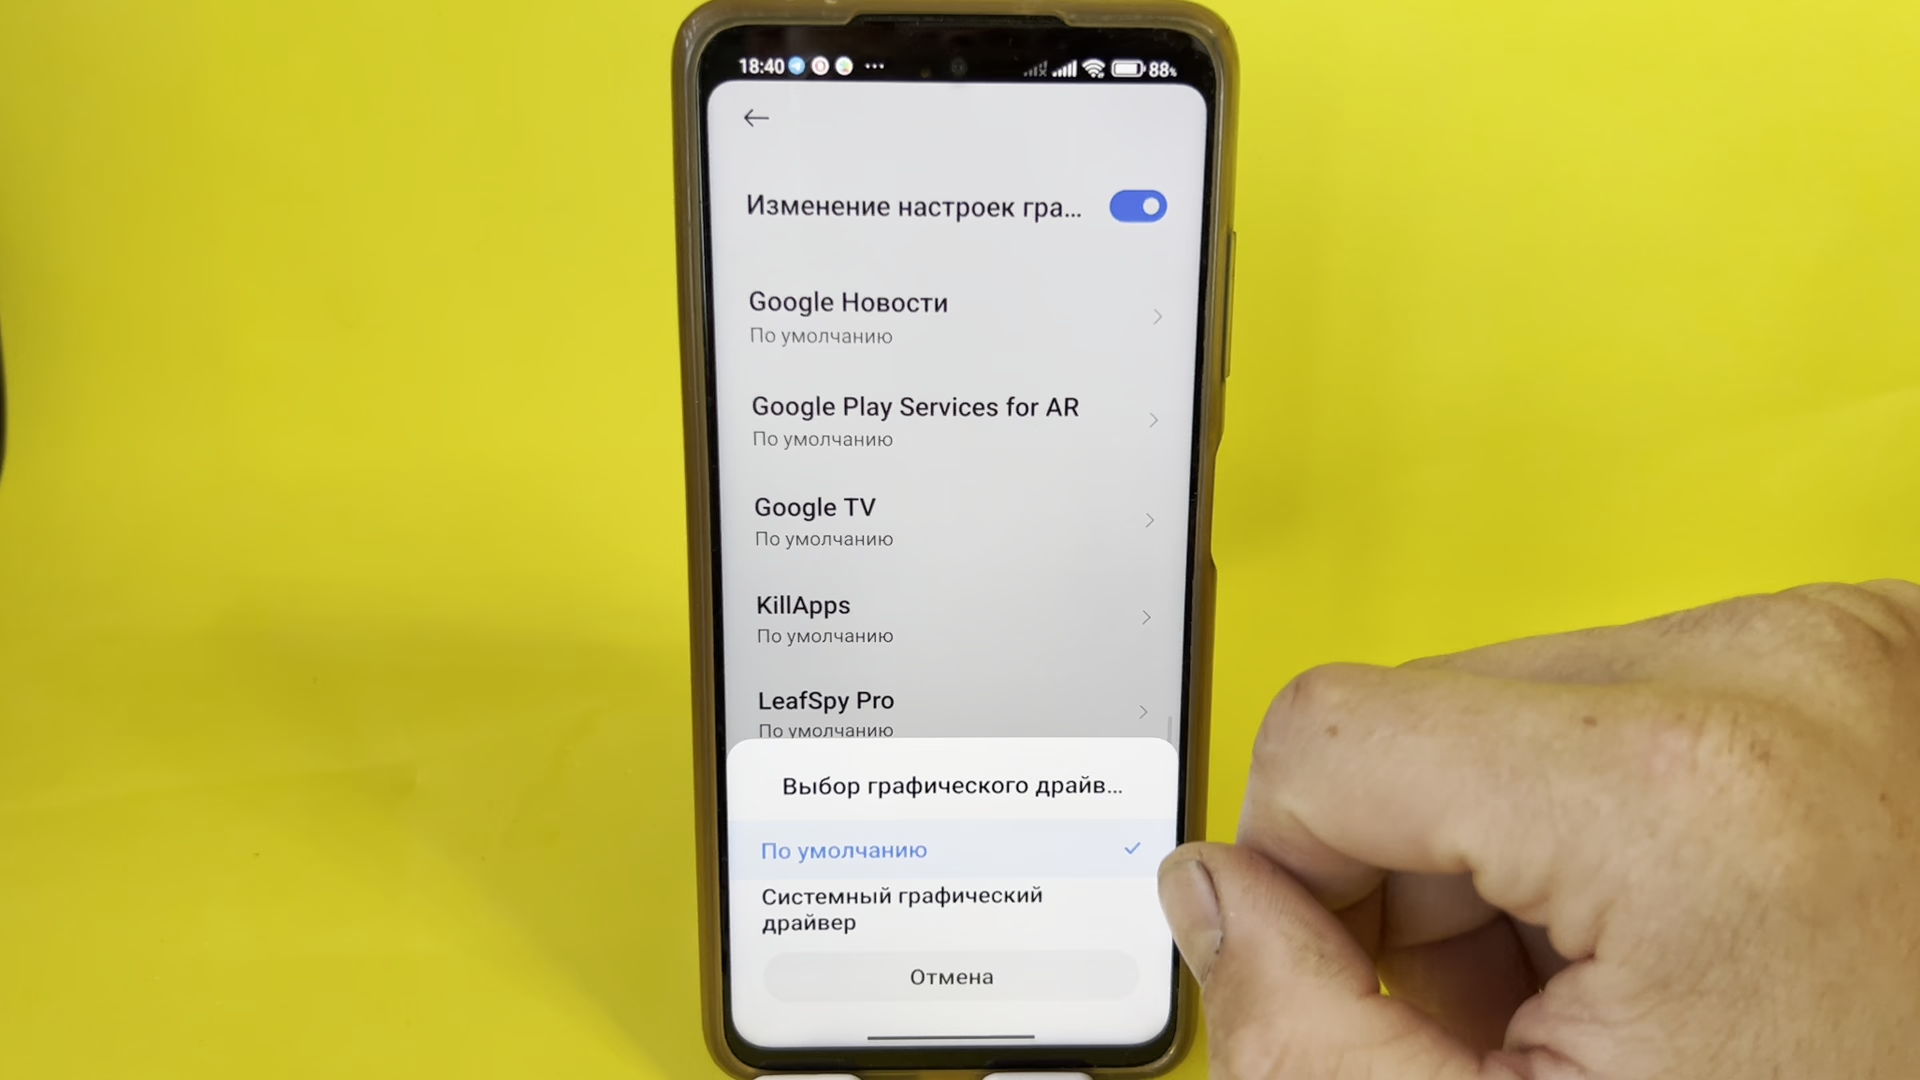 18:40 ... 88%
Изменение настроек гра...
Google Новости
По умолчанию
Google Play Services for AR
По умолчанию
Google TV
По умолчанию
KillApps
По умолчанию
LeafSpy Pro
По умолчанию
Выбор графического драйв...
По умолчанию
Системный графический
драйвер
Отмена